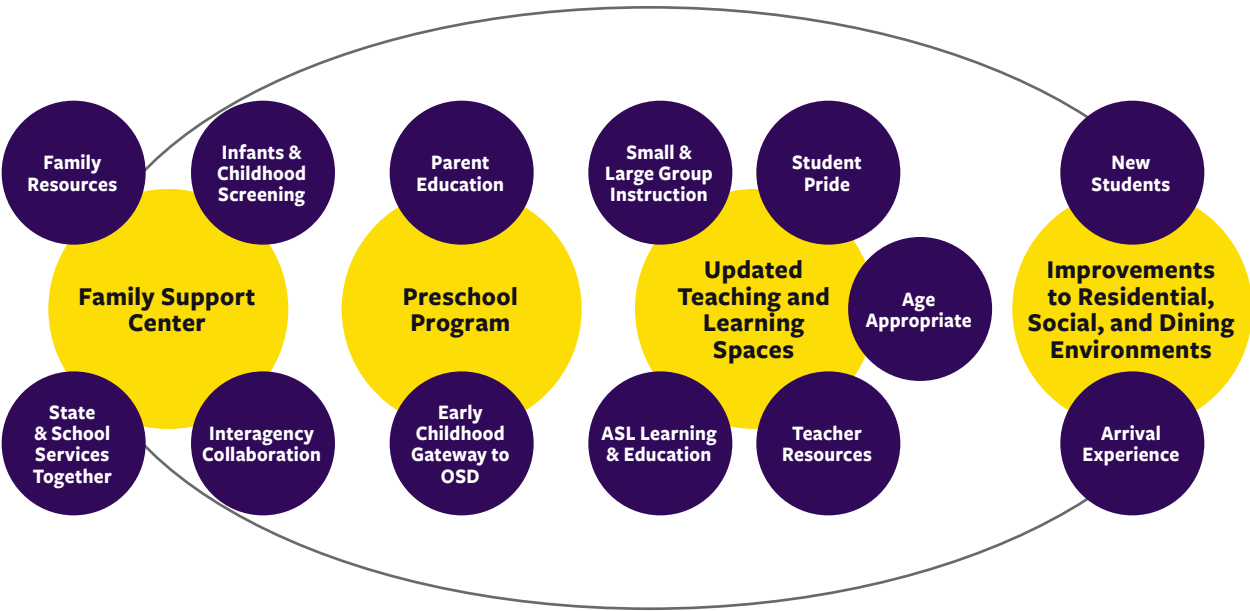 Family
Resources
Infants &
Childhood
Screening
Family Support
Center
State
& School
Services
Together
Interagency
Collaboration
Parent
Education
Preschool
Program
Early
Childhood
Gateway to
OSD
Small &
Large Group
Instruction
Student
Pride
Updated
Teaching and
Learning
Spaces
Age
Appropriate
ASL Learning
& Education
Teacher
Resources
New
Students
Improvements
to Residential,
Social, and Dining
Environments
Arrival
Experience